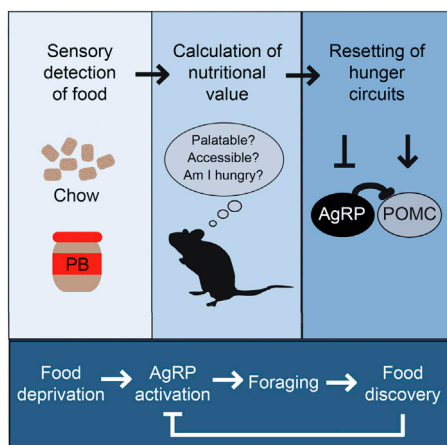 Sensory
detection
of food
Calculation of
nutritional
value
Resetting of
hunger
circuits
Chow
PB
Palatable?
Accessible?
Am I hungry?
AgRP
POMC
Food
deprivation
AgRP
activation
Foraging
Food
discovery